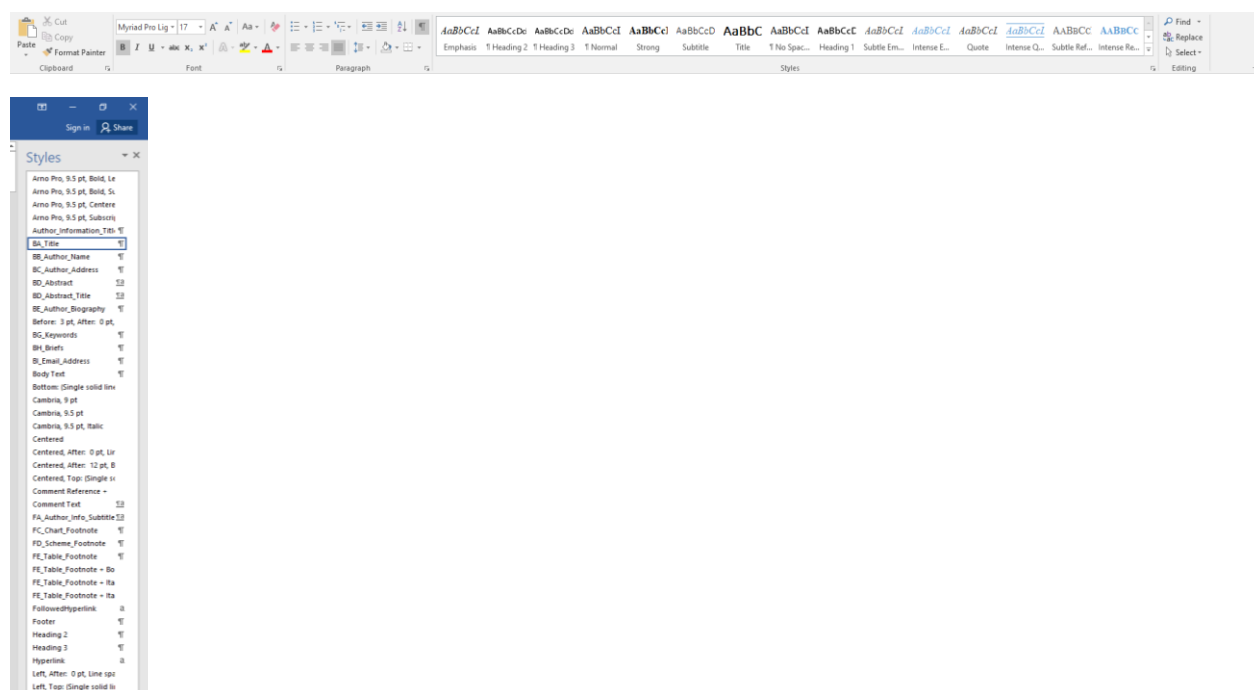 Cut
Copy
Paste
Format Painter
Clipboard
Myriad Pro Lig 17 A A Aa
B I U abc X, X² A A
Font
Paragraph
AaBbCcI AaBbCcDc AaBbCcDc AaBbCcI AaBbCcI AaBbCcD AaBbC AaBbCcI AaBbCcE AaBbCcI AaBbCcI AaBbCcI AaBbCcI AABBCC AABBCC
Emphasis ¶ Heading 2 ¶ Heading 3 ¶ Normal Strong Subtitle Title ¶ No Spac... Heading 1 Subtle Em... Intense E... Quote Intense Q... Subtle Ref... Intense Re...
Styles
Find
Replace
Select
Editing
Sign in Share
Styles
Arno Pro, 9.5 pt, Bold, Le
Arno Pro, 9.5 pt, Bold, Su
Arno Pro, 9.5 pt, Centere
Arno Pro, 9.5 pt, Subscrip
Author_Information_Titl ¶
BA_Title ¶
BB_Author_Name ¶
BC_Author_Address ¶
BD_Abstract ¶a
BD_Abstract_Title ¶a
BE_Author_Biography ¶
Before: 3 pt, After: 0 pt,
BG_Keywords ¶
BH_Briefs ¶
BI_Email_Address ¶
Body Text ¶
Bottom: (Single solid line
Cambria, 9 pt
Cambria, 9.5 pt
Cambria, 9.5 pt, Italic
Centered
Centered, After: 0 pt, Lir
Centered, After: 12 pt, B
Centered, Top: (Single so
Comment Reference +
Comment Text ¶a
FA_Author_Info_Subtitle ¶a
FC_Chart_Footnote ¶
FD_Scheme_Footnote ¶
FE_Table_Footnote ¶
FE_Table_Footnote + Bo
FE_Table_Footnote + Ita
FE_Table_Footnote + Ita
FollowedHyperlink a
Footer ¶
Heading 2 ¶
Heading 3 ¶
Hyperlink a
Left, After: 0 pt, Line spa
Left, Top: (Single solid lin